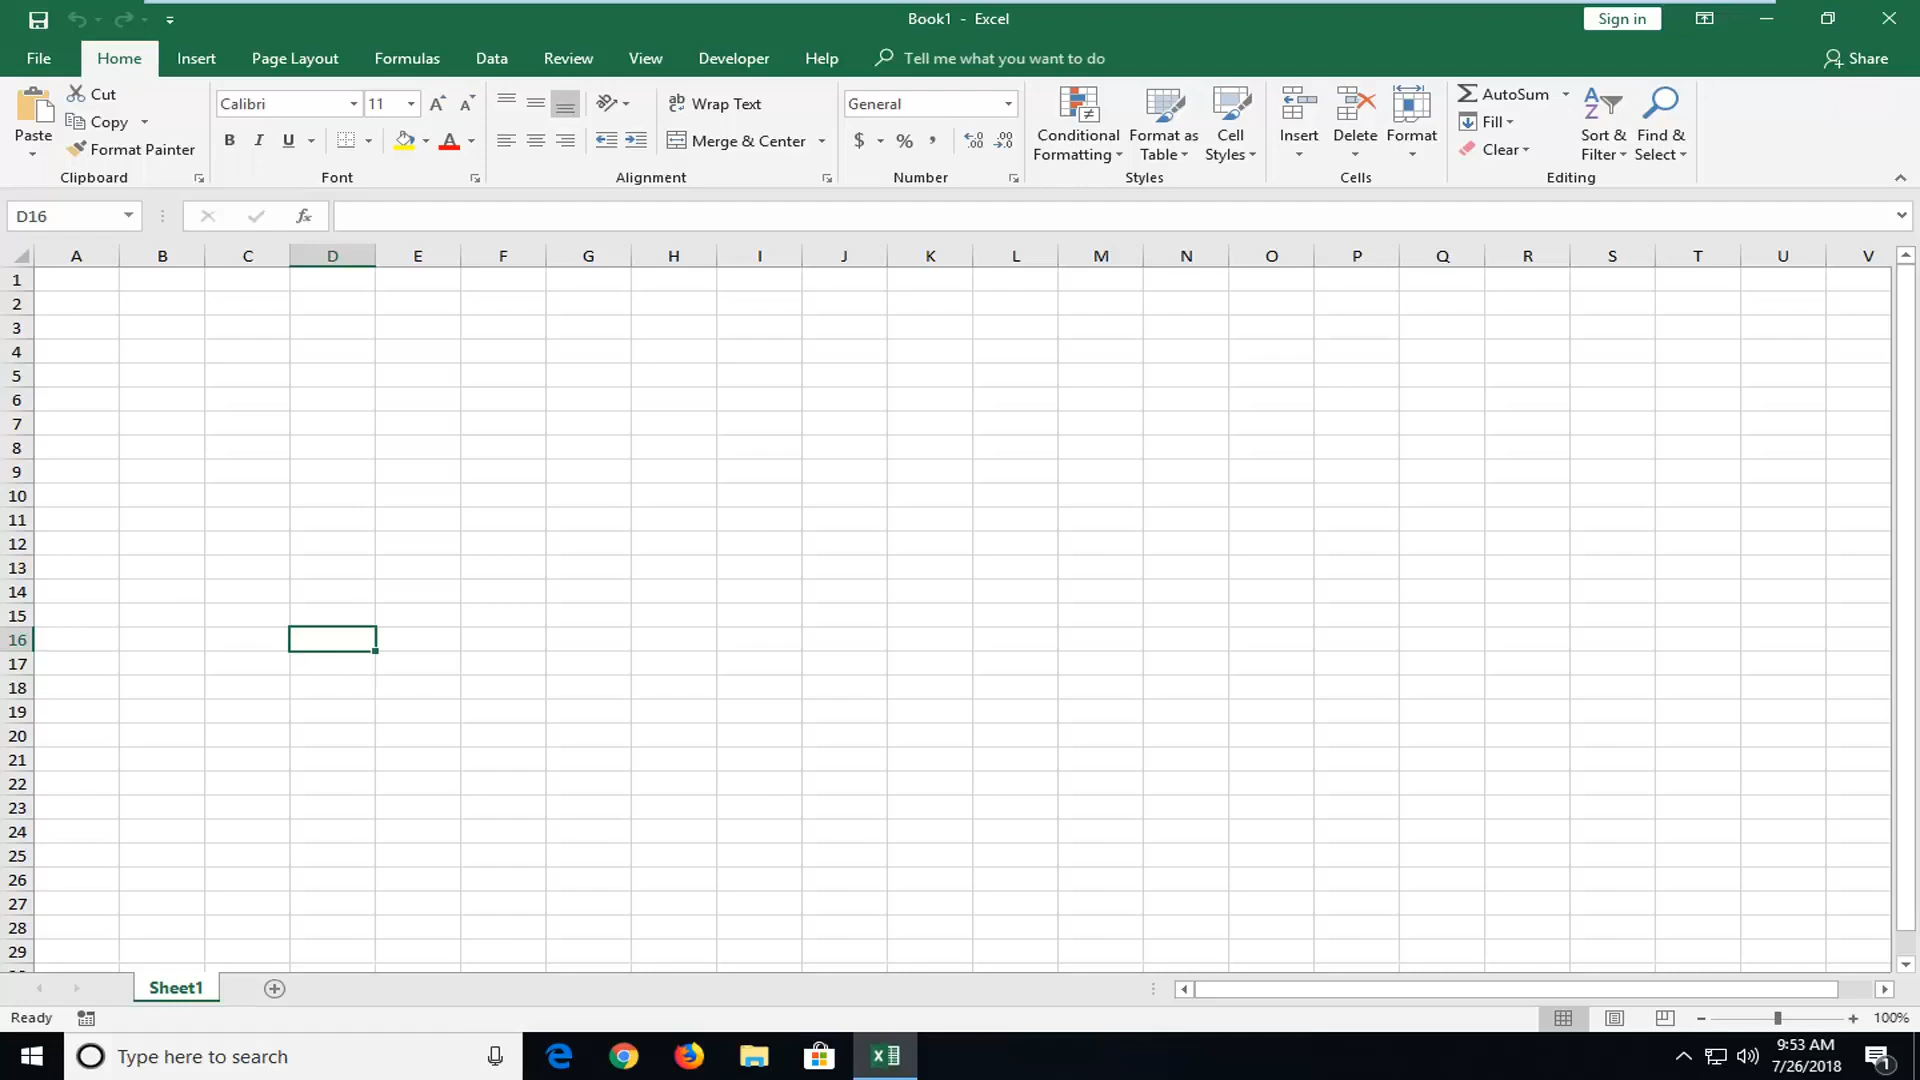 Book1 - Excel
Sign in
File Home Insert Page Layout Formulas Data Review View Developer Help Tell me what you want to do Share
Paste
Cut
Copy
Format Painter
Clipboard
Calibri 11
B I U A
Font
Wrap Text
Merge & Center
Alignment
General
$ % ,
Number
Conditional Formatting
Format as Table
Cell Styles
Styles
Insert
Delete
Format
Cells
AutoSum
Fill
Clear
Sort & Filter
Find & Select
Editing
D16 fx
A B C D E F G H I J K L M N O P Q R S T U V
1
2
3
4
5
6
7
8
9
10
11
12
13
14
15
16
17
18
19
20
21
22
23
24
25
26
27
28
29
Sheet1
Ready 100%
Type here to search
9:53 AM
7/26/2018
1